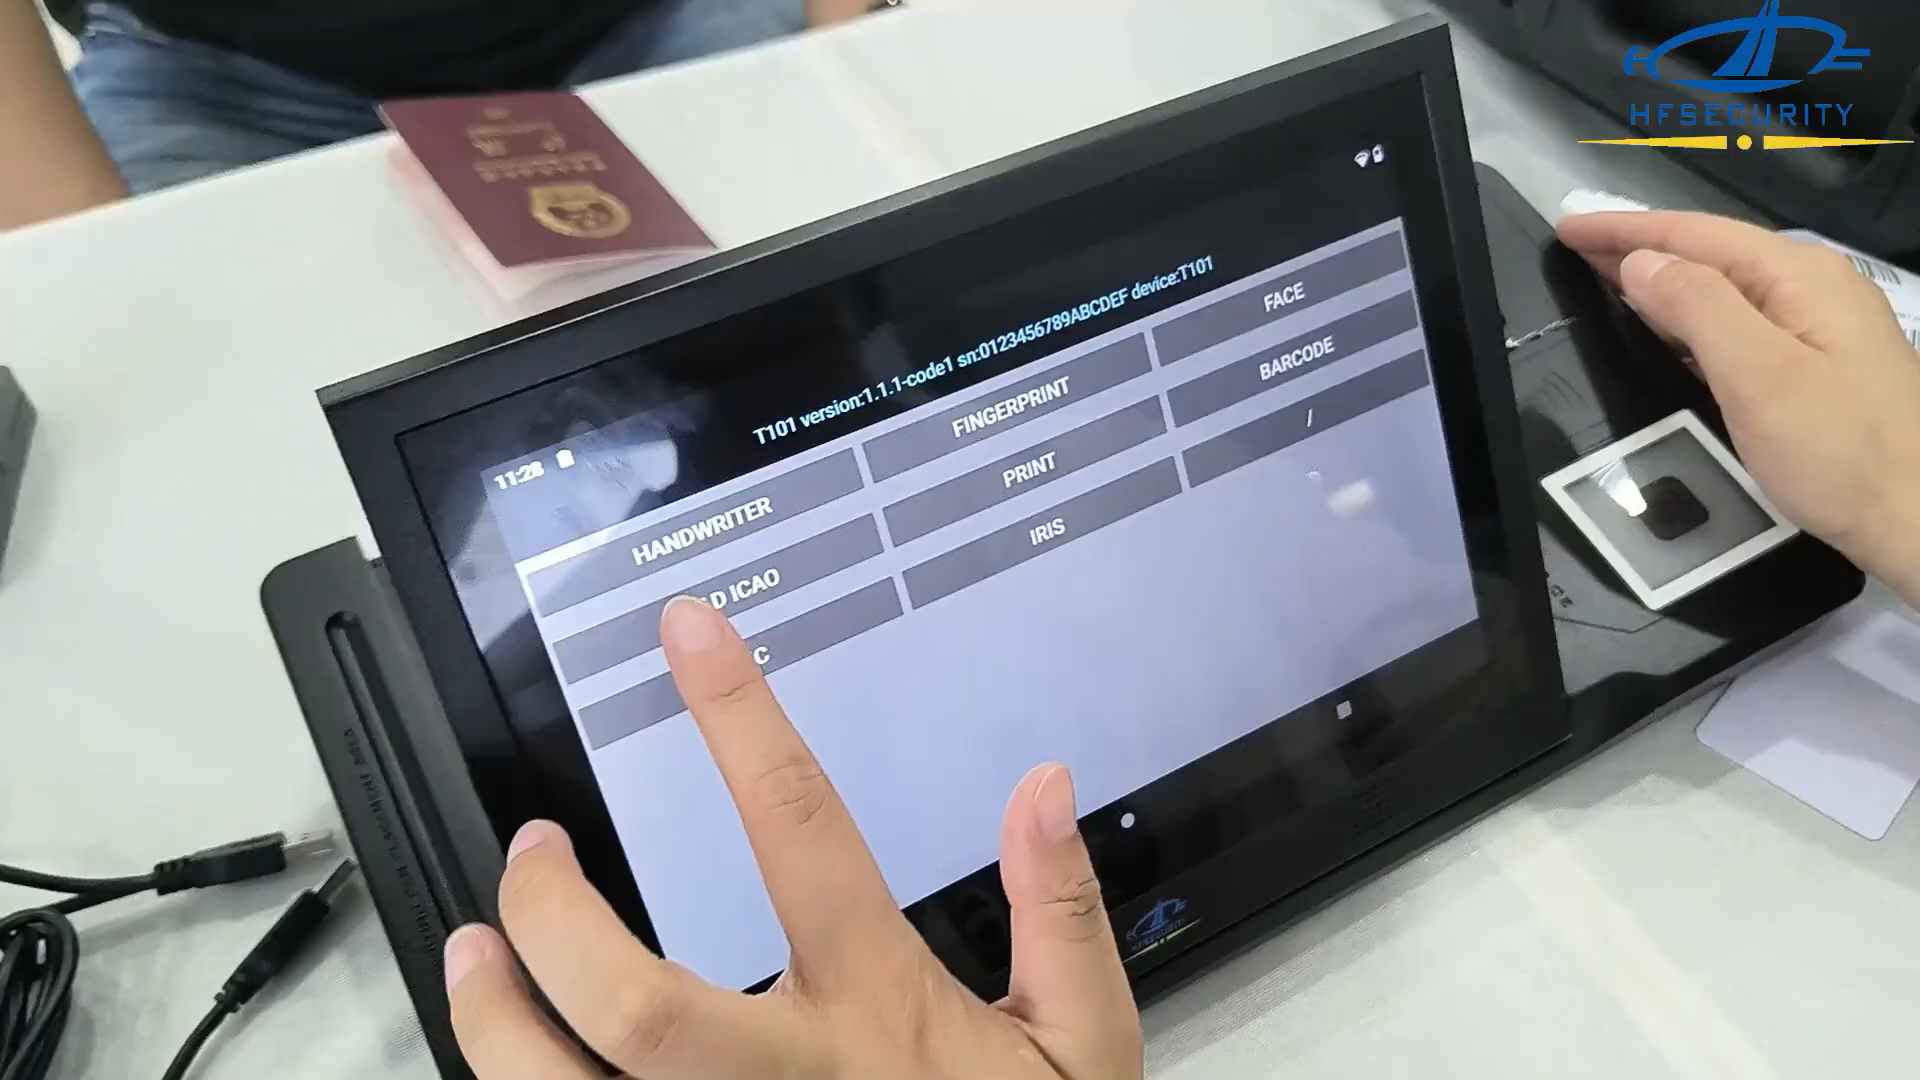 HFSECURITY
11:28
T101 version:1.1.1-code1 sn:0123456789ABCDEF device:T101
HANDWRITER
FINGERPRINT
FACE
D ICAO
PRINT
BARCODE
C
IRIS
/